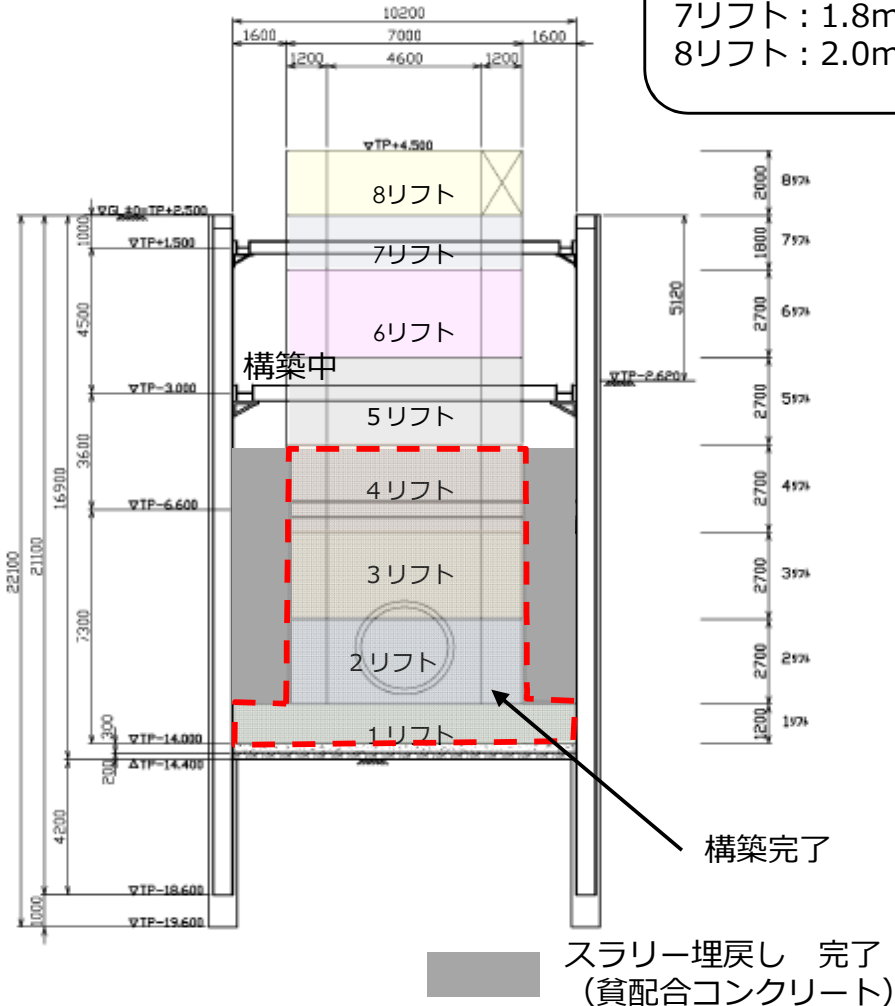 10200
1600 7000 1600
1200 4600 1200
7リフト：1.8m
8リフト：2.0m
▽TP+4.500
8リフト
▽GL ±0=TP+2.500
▽TP+1.500
7リフト
6リフト
構築中
▽TP-3.000
▽TP-2.620
5リフト
4リフト
▽TP-6.600
3リフト
2リフト
1リフト
▽TP-14.000
△TP-14.400
▽TP-18.600
▽TP-19.600
22100
21100
16900
4200
1000
1000
4500
3600
7300
300
200
5120
2000 8リフト
1800 7リフト
2700 6リフト
2700 5リフト
2700 4リフト
2700 3リフト
2700 2リフト
1200 1リフト
構築完了
スラリー埋戻し　完了
（貧配合コンクリート）